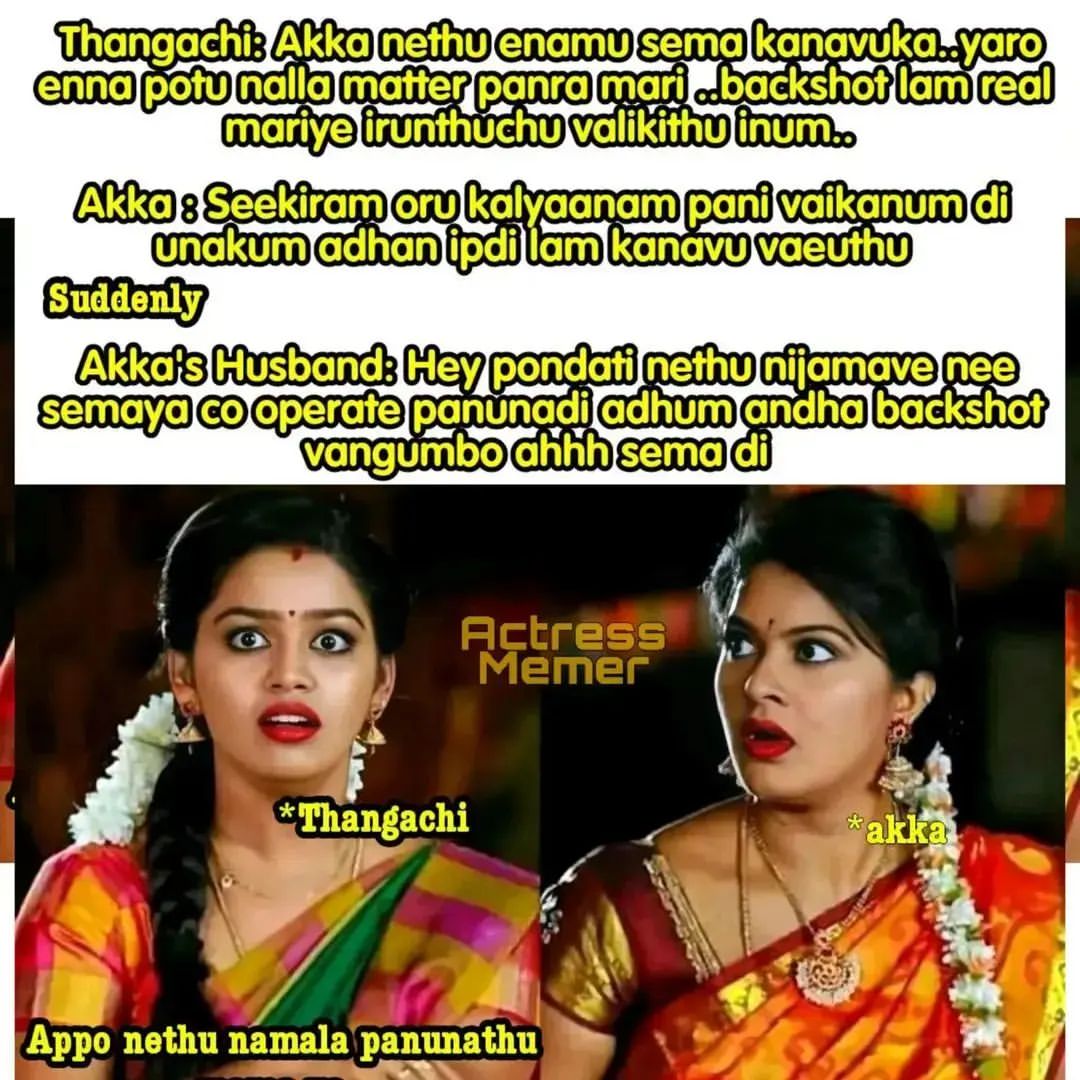 Thangachi: Akka nethu enamu sema kanavuka..yaro
enna potu nalla matter panra mari ..backshot lam real
mariye irunthuchu valikithu inum..
Akka : Seekiram oru kalyaanam pani vaikanum di
unakum adhan ipdi lam kanavu vaeuthu
Suddenly
Akka's Husband: Hey pondati nethu nijamave nee
semaya co operate panunadi adhum andha backshot
vangumbo ahhh sema di
Actress
Memer
*Thangachi
*akka
Appo nethu namala panunathu